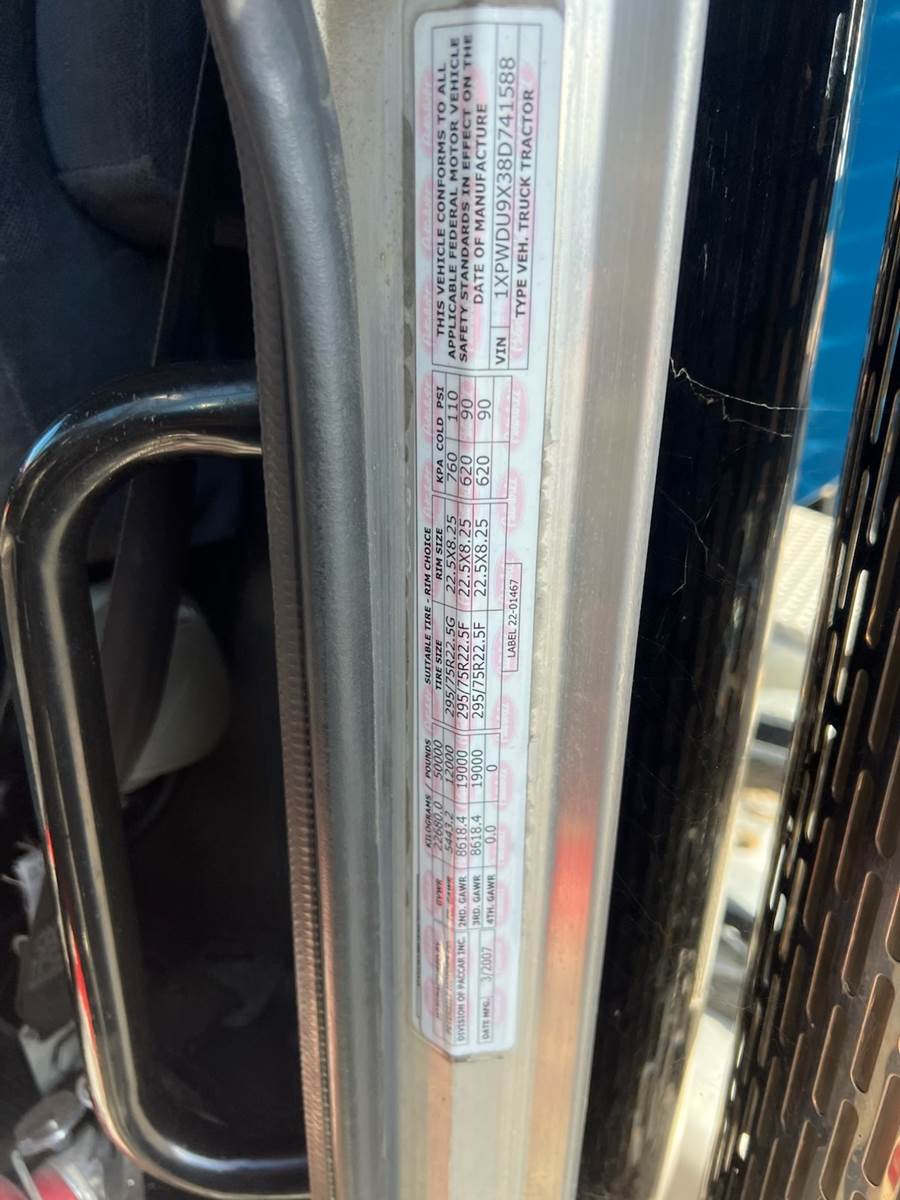 GVWR
KILOGRAMS / POUNDS
22680.0 50000
5443.2 12000
DIVISION OF PACCAR INC.
2ND. GAWR 8618.4 19000
3RD. GAWR 8618.4 19000
4TH. GAWR 0.0 0
DATE MFG. 3/2007
SUITABLE TIRE - RIM CHOICE
TIRE SIZE RIM SIZE KPA COLD PSI
295/75R22.5G 22.5X8.25 760 110
295/75R22.5F 22.5X8.25 620 90
295/75R22.5F 22.5X8.25 620 90
LABEL 22-01467
THIS VEHICLE CONFORMS TO ALL
APPLICABLE FEDERAL MOTOR VEHICLE
SAFETY STANDARDS IN EFFECT ON THE
DATE OF MANUFACTURE
VIN 1XPWDU9X38D741588
TYPE VEH. TRUCK TRACTOR